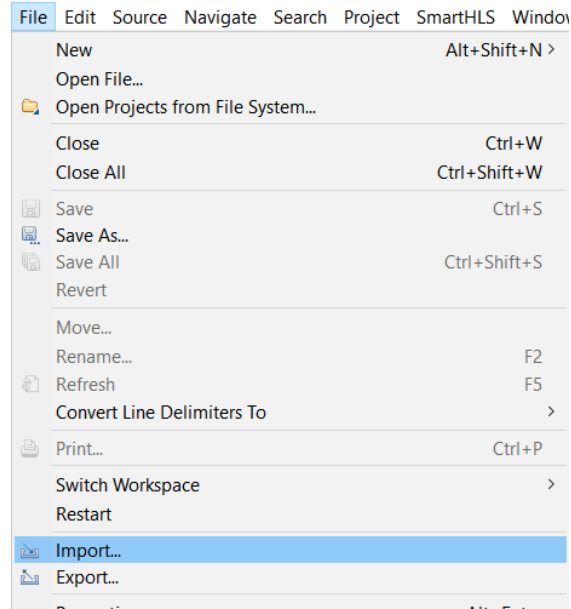 File Edit Source Navigate Search Project SmartHLS
New Alt+Shift+N >
Open File...
Open Projects from File System...
Close Ctrl+W
Close All Ctrl+Shift+W
Save Ctrl+S
Save As...
Save All Ctrl+Shift+S
Revert
Move...
Rename... F2
Refresh F5
Convert Line Delimiters To >
Print... Ctrl+P
Switch Workspace >
Restart
Import...
Export...